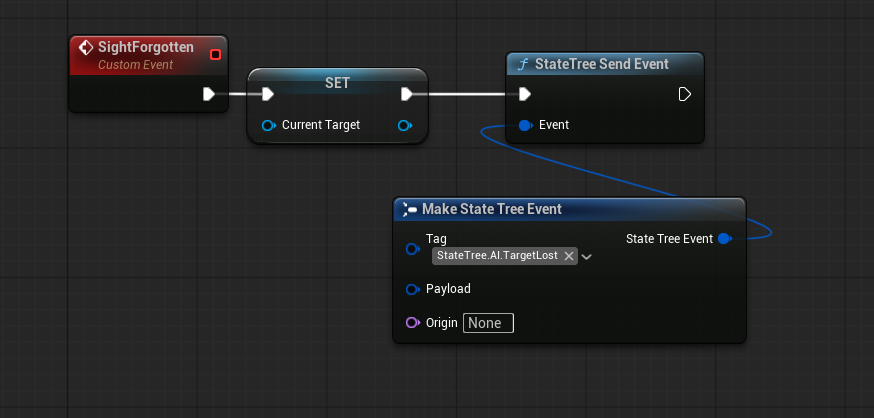 SightForgotten
Custom Event
SET
Current Target
StateTree Send Event
Event
Make State Tree Event
Tag
StateTree.AI.TargetLost
State Tree Event
Payload
Origin None